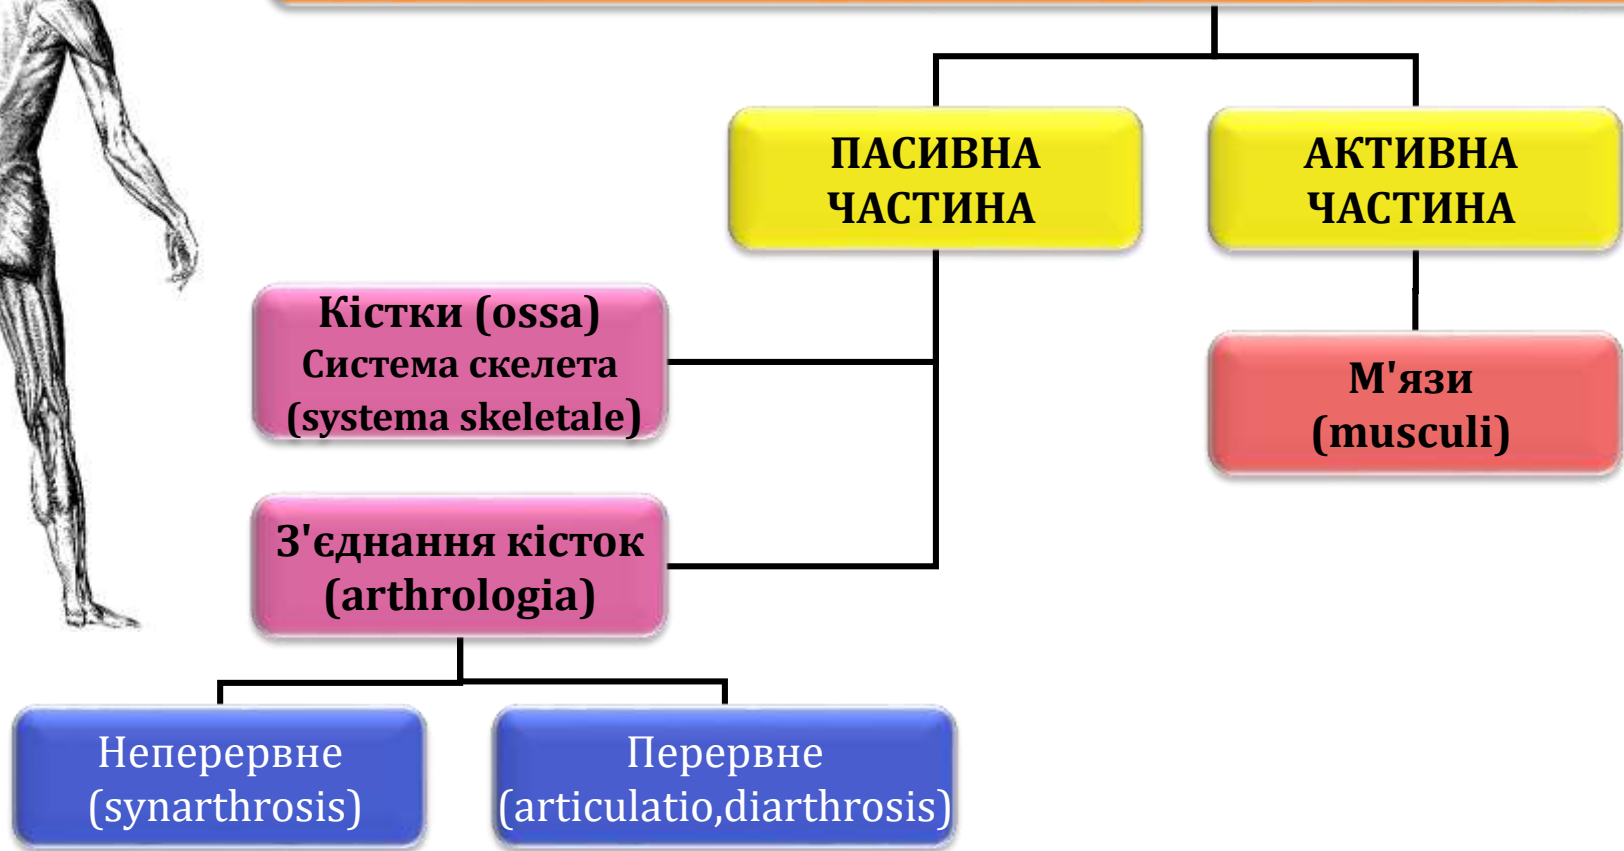 ПАСИВНА
ЧАСТИНА
АКТИВНА
ЧАСТИНА
Кістки (ossa)
Система скелета
(systema skeletale)
М'язи
(musculi)
З'єднання кісток
(arthrologia)
Неперервне
(synarthrosis)
Перервне
(articulatio,diarthrosis)